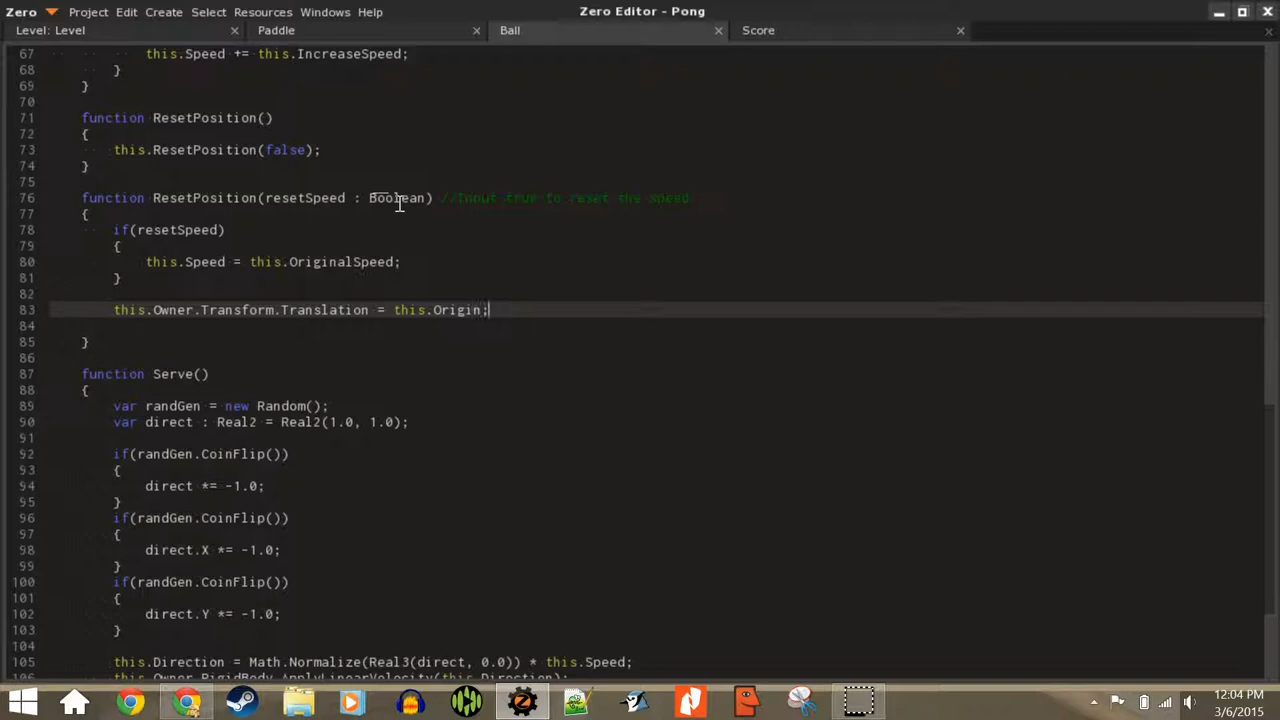 Zero Project Edit Create Select Resources Windows Help Zero Editor - Pong
Level: Level Paddle Ball Score
67 this.Speed += this.IncreaseSpeed;
68 }
69 }
70
71 function ResetPosition()
72 {
73 this.ResetPosition(false);
74 }
75
76 function ResetPosition(resetSpeed : Boolean) //Input true to reset the speed
77 {
78 if(resetSpeed)
79 {
80 this.Speed = this.OriginalSpeed;
81 }
82
83 this.Owner.Transform.Translation = this.Origin;
84
85 }
86
87 function Serve()
88 {
89 var randGen = new Random();
90 var direct : Real2 = Real2(1.0, 1.0);
91
92 if(randGen.CoinFlip())
93 {
94 direct *= -1.0;
95 }
96 if(randGen.CoinFlip())
97 {
98 direct.X *= -1.0;
99 }
100 if(randGen.CoinFlip())
101 {
102 direct.Y *= -1.0;
103 }
104
105 this.Direction = Math.Normalize(Real3(direct, 0.0)) * this.Speed;
106 this.Owner.RigidBody.ApplyLinearVelocity(this.Direction);
12:04 PM
3/6/2015